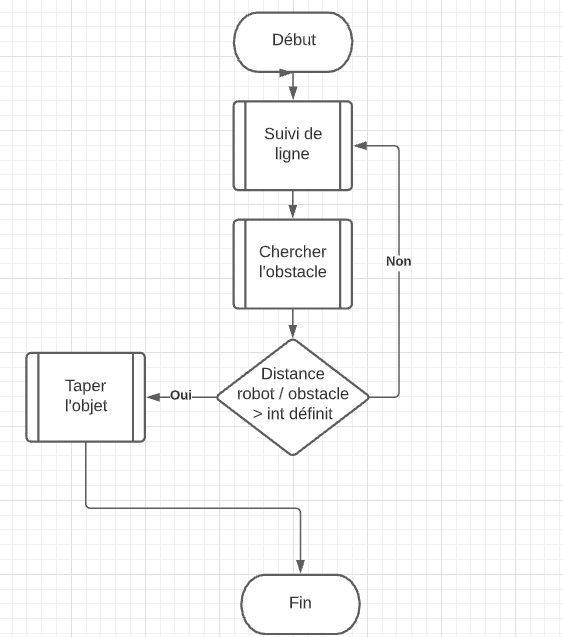 Début
Suivi de
ligne
Chercher
l'obstacle
Non
Distance
robot / obstacle
> int définit
Oui
Taper
l'objet
Fin